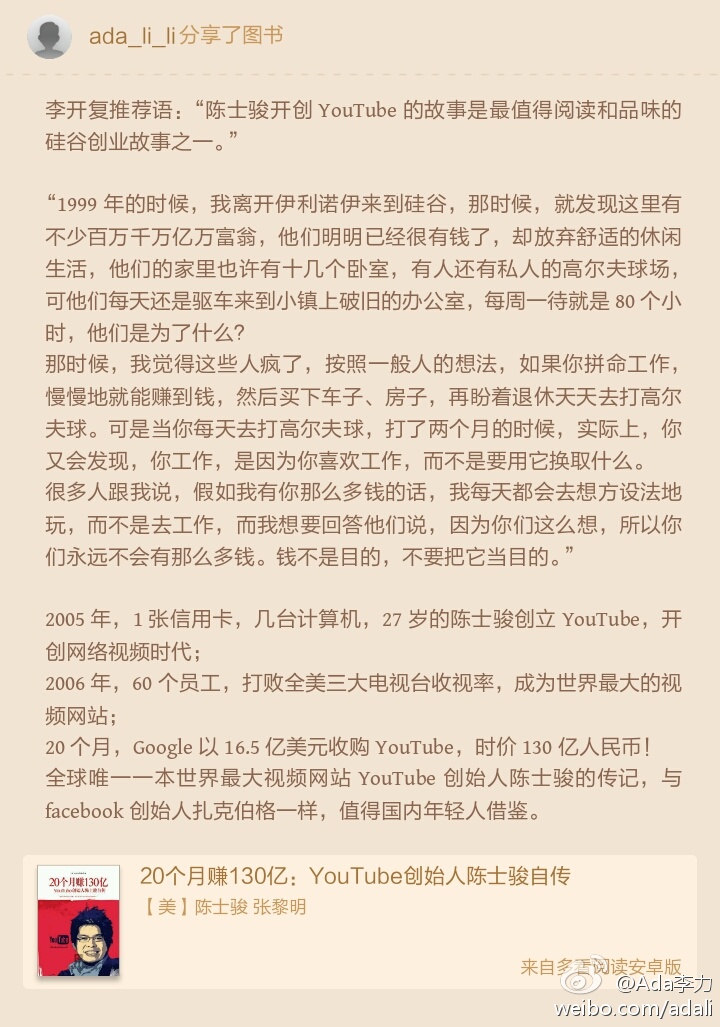 ada_li_li分享了图书
李开复推荐语：“陈士骏开创 YouTube 的故事是最值得阅读和品味的
硅谷创业故事之一。”
“1999 年的时候，我离开伊利诺伊来到硅谷，那时候，就发现这里有
不少百万千万亿万富翁，他们明明已经很有钱了，却放弃舒适的休闲
生活，他们的家里也许有十几个卧室，有人还有私人的高尔夫球场，
可他们每天还是驱车来到小镇上破旧的办公室，每周一待就是 80 个小
时，他们是为了什么？
那时候，我觉得这些人疯了，按照一般人的想法，如果你拼命工作，
慢慢地就能赚到钱，然后买下车子、房子，再盼着退休天天去打高尔
夫球。可是当你每天去打高尔夫球，打了两个月的时候，实际上，你
又会发现，你工作，是因为你喜欢工作，而不是要用它换取什么。
很多人跟我说，假如我有你那么多钱的话，我每天都会去想方设法地
玩，而不是去工作，而我想要回答他们说，因为你们这么想，所以你
们永远不会有那么多钱。钱不是目的，不要把它当目的。”
2005 年，1 张信用卡，几台计算机，27 岁的陈士骏创立 YouTube，开
创网络视频时代；
2006 年，60 个员工，打败全美三大电视台收视率，成为世界最大的视
频网站；
20 个月，Google 以 16.5 亿美元收购 YouTube，时价 130 亿人民币！
全球唯一一本世界最大视频网站 YouTube 创始人陈士骏的传记，与
facebook 创始人扎克伯格一样，值得国内年轻人借鉴。
20个月赚130亿
YouTube
20个月赚130亿：YouTube创始人陈士骏自传
【美】陈士骏 张黎明
来自多看阅读安卓版
@Ada李力
weibo.com/adali